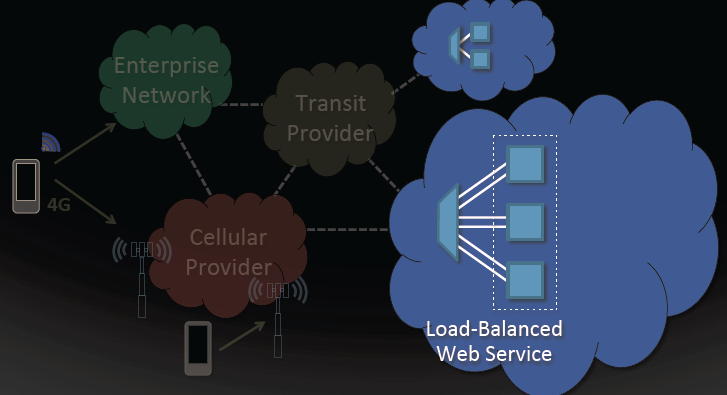 Enterprise
Network
Transit
Provider
4G
Cellular
Provider
Load-Balanced
Web Service